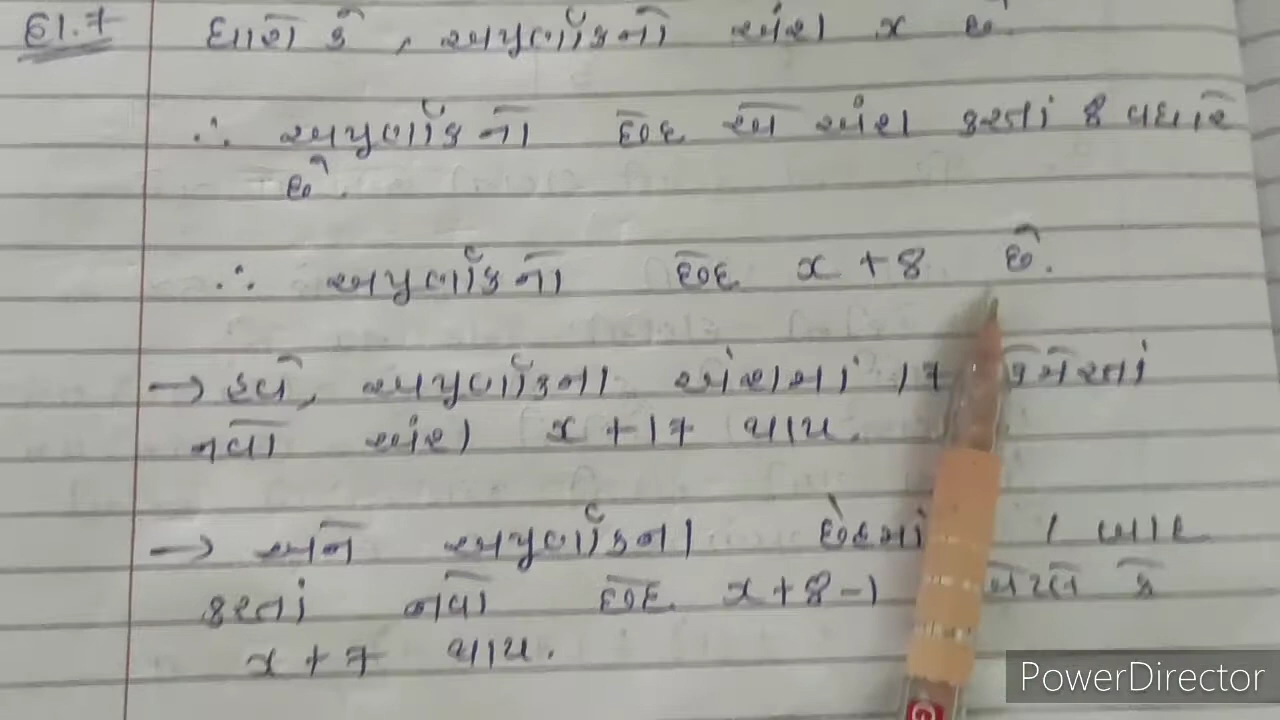 દા.7 ધારો કે, અપૂર્ણાંકનો અંશ x છે.
∴ અપૂર્ણાંકનો છેદ એ અંશ કરતાં 8 વધારે
છે.
∴ અપૂર્ણાંકનો છેદ x + 8 છે.
→ હવે, અપૂર્ણાંકના અંશમાં 17 ઉમેરતાં
નવો અંશ x + 17 થાય.
→ અને અપૂર્ણાંકના છેદમાં 1 બાદ
કરતાં નવો છેદ x + 8 - 1 એટલે કે
x + 7 થાય.
PowerDirector